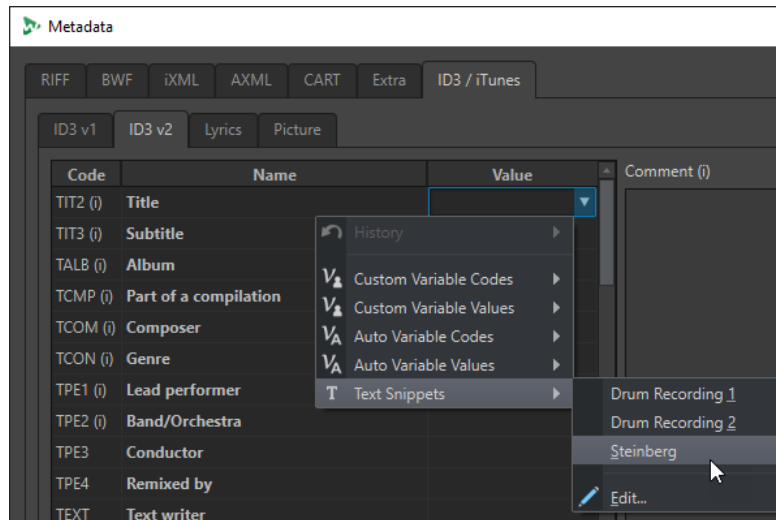 Metadata
RIFF BWF iXML AXML CART Extra ID3 / iTunes
ID3 v1 ID3 v2 Lyrics Picture
Code Name Value Comment (i)
TIT2 (i) Title
TIT3 (i) Subtitle History
TALB (i) Album
TCMP (i) Part of a compilation Custom Variable Codes
TCOM (i) Composer Custom Variable Values
TCON (i) Genre Auto Variable Codes
Auto Variable Values
TPE1 (i) Lead performer Text Snippets Drum Recording 1
TPE2 (i) Band/Orchestra Drum Recording 2
TPE3 Conductor Steinberg
TPE4 Remixed by
TEXT Text writer Edit...